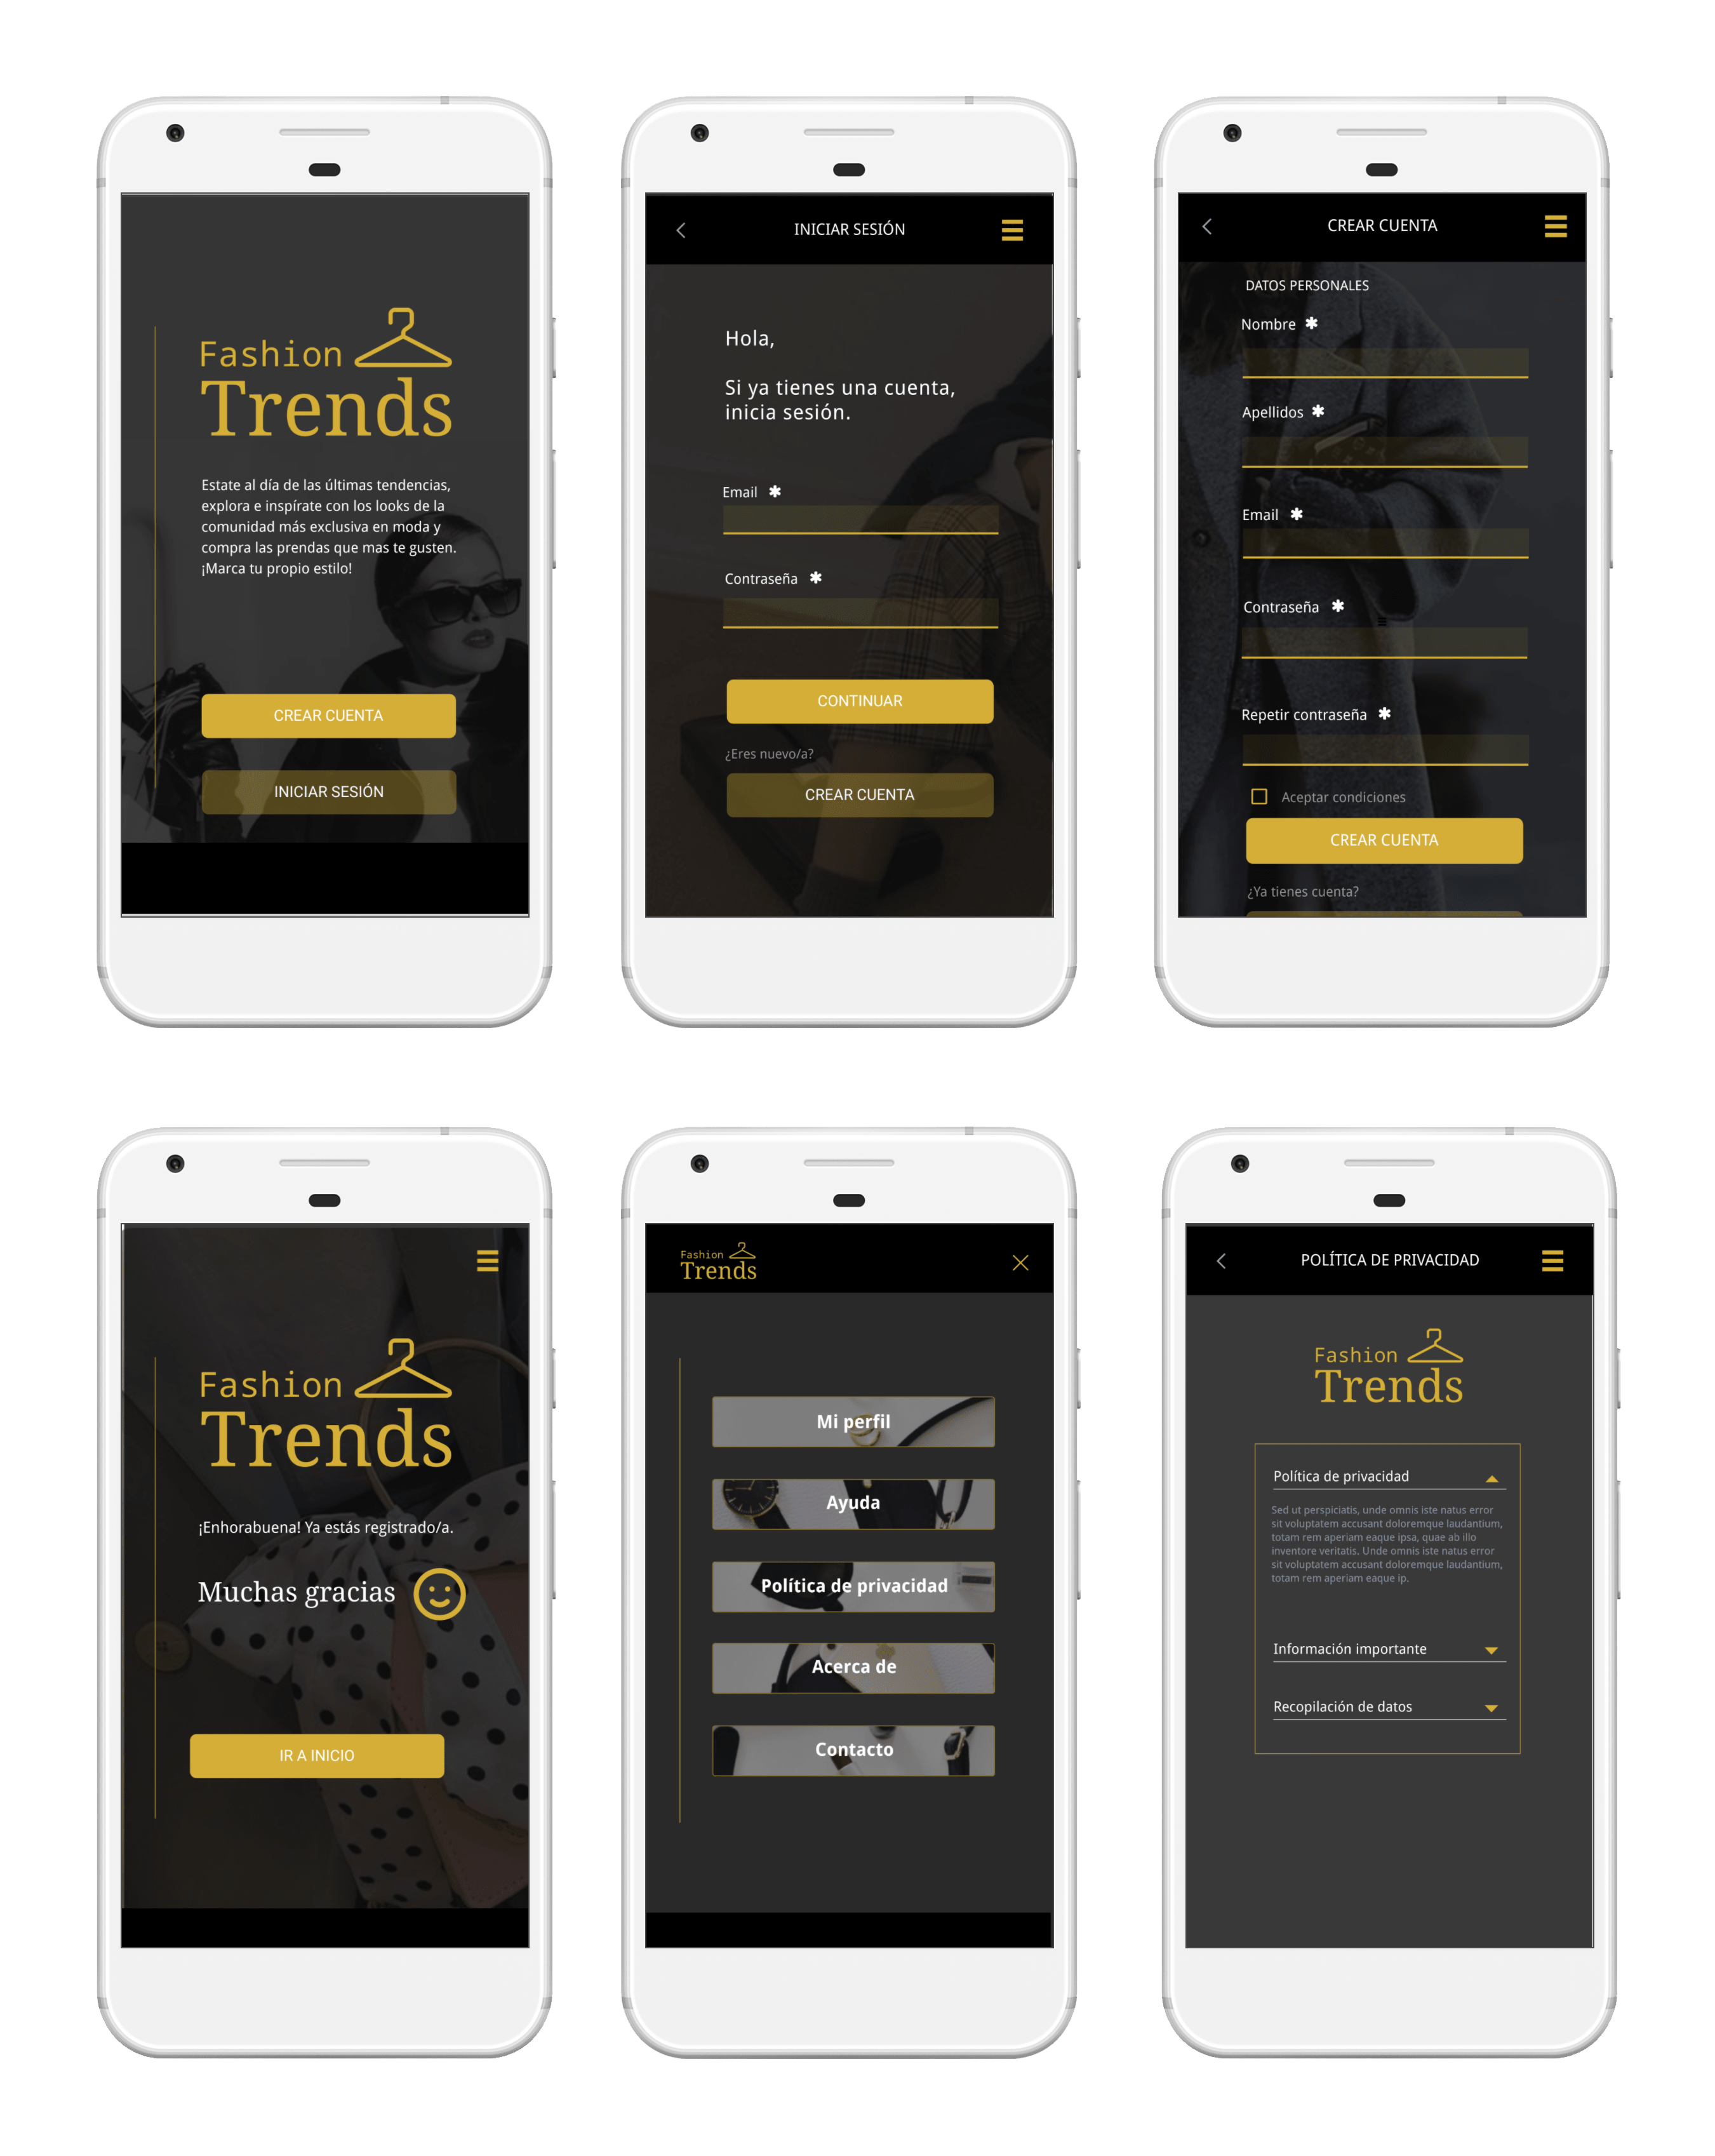 Fashion
Trends
Estate al día de las últimas tendencias,
explora e inspírate con los looks de la
comunidad más exclusiva en moda y
compra las prendas que mas te gusten.
¡Marca tu propio estilo!
CREAR CUENTA
INICIAR SESIÓN
INICIAR SESIÓN
Hola,
Si ya tienes una cuenta,
inicia sesión.
Email ✱
Contraseña ✱
CONTINUAR
¿Eres nuevo/a?
CREAR CUENTA
CREAR CUENTA
DATOS PERSONALES
Nombre ✱
Apellidos ✱
Email ✱
Contraseña ✱
Repetir contraseña ✱
Aceptar condiciones
CREAR CUENTA
¿Ya tienes cuenta?
Fashion
Trends
¡Enhorabuena! Ya estás registrado/a.
Muchas gracias
IR A INICIO
Fashion
Trends
Mi perfil
Ayuda
Política de privacidad
Acerca de
Contacto
POLÍTICA DE PRIVACIDAD
Fashion
Trends
Política de privacidad
Sed ut perspiciatis, unde omnis iste natus error
sit voluptatem accusant doloremque laudantium,
totam rem aperiam eaque ipsa, quae ab illo
inventore veritatis. Unde omnis iste natus error
sit voluptatem accusant doloremque laudantium,
totam rem aperiam eaque ip.
Información importante
Recopilación de datos